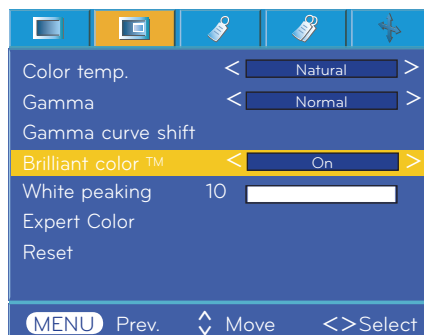 Color temp. < Natural >
Gamma < Normal >
Gamma curve shift
Brilliant color ™ < On >
White peaking 10
Expert Color
Reset
MENU Prev. Move <>Select